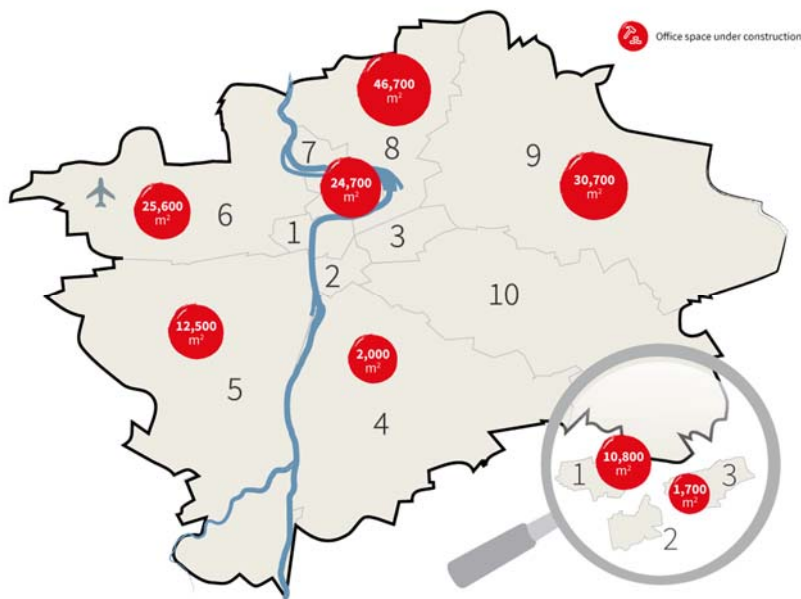 Office space under construction
46,700
m²
7
8
9
24,700
m²
30,700
m²
25,600
m²
6
1
3
2
10
12,500
m²
2,000
m²
5
4
10,800
m²
1
3
1,700
m²
2